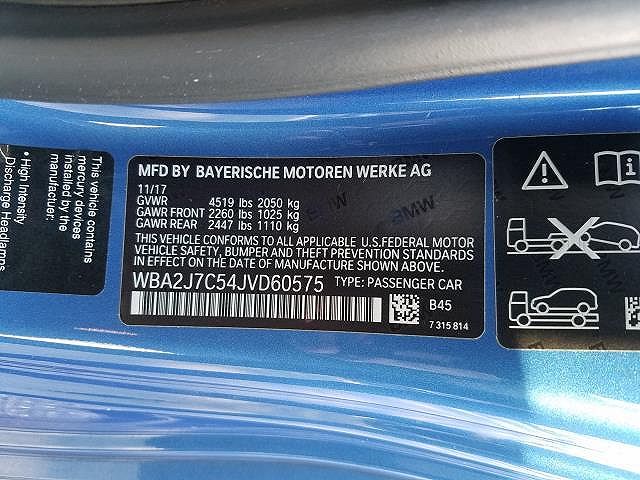 This vehicle contains
mercury devices
manufacturer:
• High Intensity
Discharge Headlamps
MFD BY BAYERISCHE MOTOREN WERKE AG
11/17
GVWR 4519 lbs 2050 kg
GAWR FRONT 2260 lbs 1025 kg
GAWR REAR 2447 lbs 1110 kg
THIS VEHICLE CONFORMS TO ALL APPLICABLE U.S.FEDERAL MOTOR
VEHICLE SAFETY, BUMPER AND THEFT PREVENTION STANDARDS
IN EFFECT ON THE DATE OF MANUFACTURE SHOWN ABOVE.
WBA2J7C54JVD60575 TYPE: PASSENGER CAR
B45
7 315 814
BMW